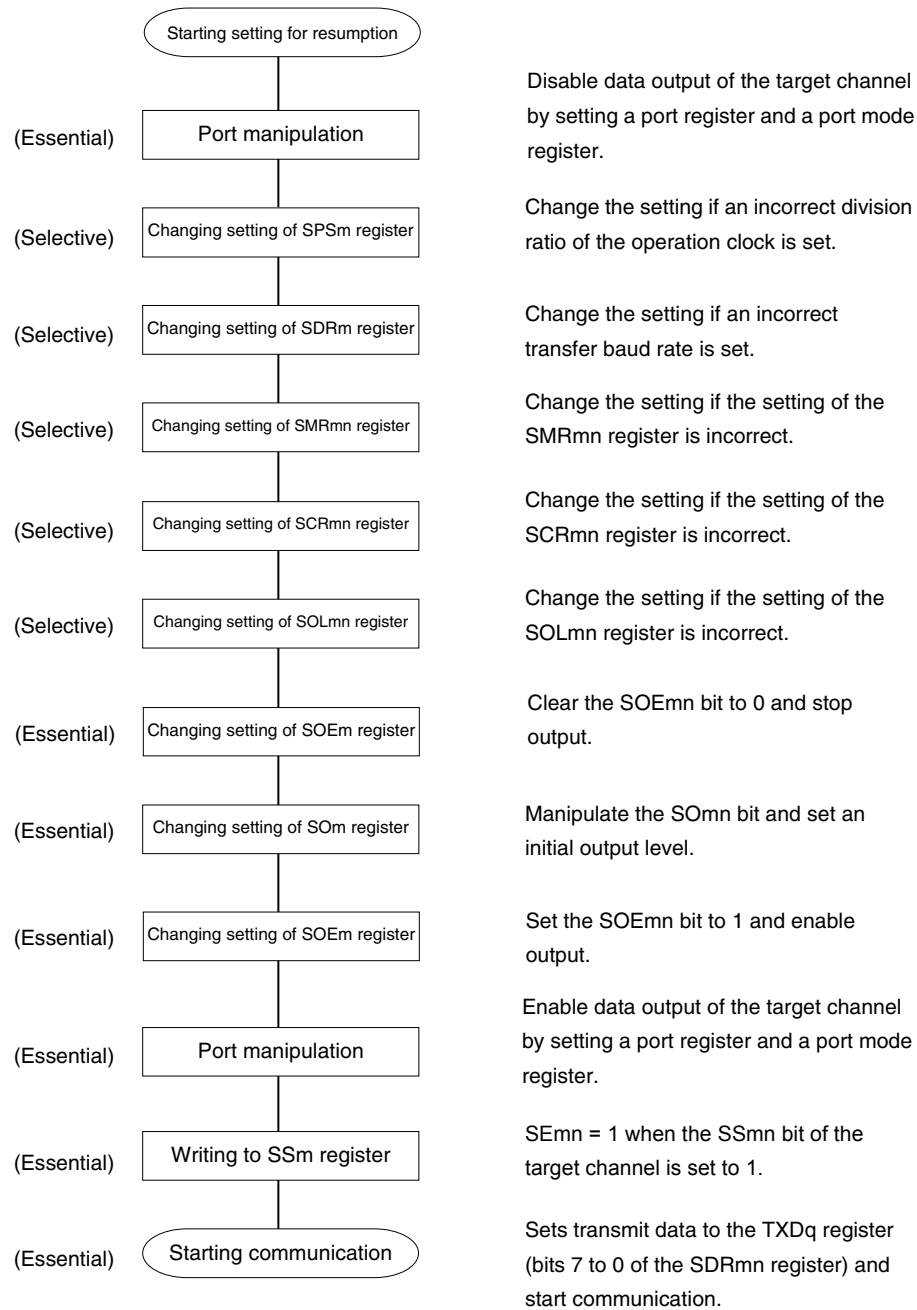 Starting setting for resumption
(Essential)
Port manipulation
Disable data output of the target channel
by setting a port register and a port mode
register.
(Selective)
Changing setting of SPSm register
Change the setting if an incorrect division
ratio of the operation clock is set.
(Selective)
Changing setting of SDRm register
Change the setting if an incorrect
transfer baud rate is set.
(Selective)
Changing setting of SMRmn register
Change the setting if the setting of the
SMRmn register is incorrect.
(Selective)
Changing setting of SCRmn register
Change the setting if the setting of the
SCRmn register is incorrect.
(Selective)
Changing setting of SOLmn register
Change the setting if the setting of the
SOLmn register is incorrect.
(Essential)
Changing setting of SOEm register
Clear the SOEmn bit to 0 and stop
output.
(Essential)
Changing setting of SOm register
Manipulate the SOmn bit and set an
initial output level.
(Essential)
Changing setting of SOEm register
Set the SOEmn bit to 1 and enable
output.
(Essential)
Port manipulation
Enable data output of the target channel
by setting a port register and a port mode
register.
(Essential)
Writing to SSm register
SEmn = 1 when the SSmn bit of the
target channel is set to 1.
(Essential)
Starting communication
Sets transmit data to the TXDq register
(bits 7 to 0 of the SDRmn register) and
start communication.